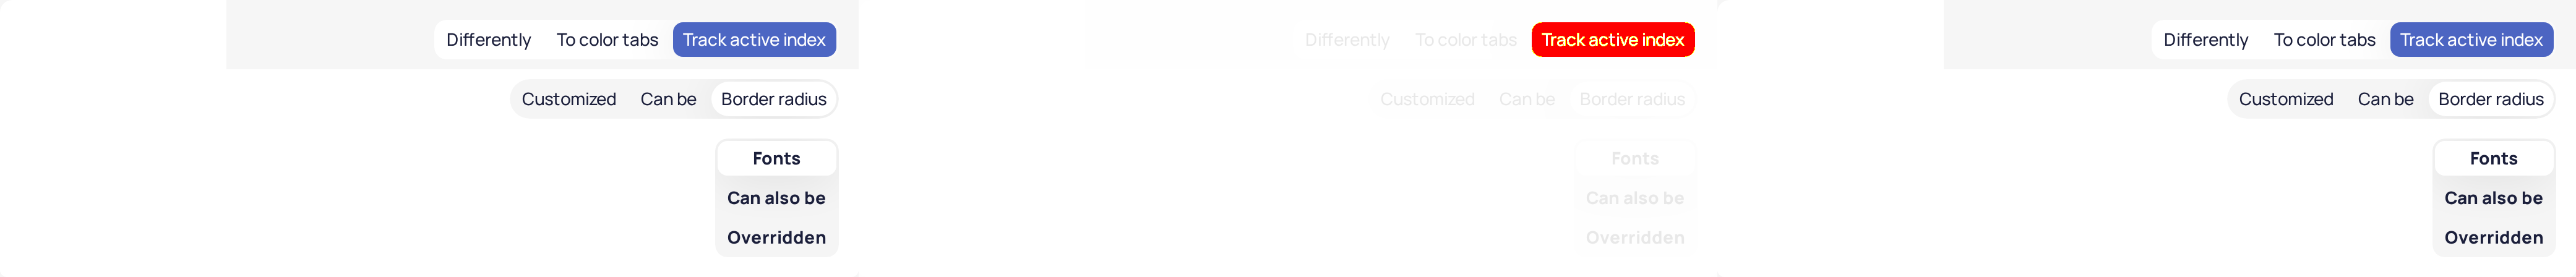 Differently To color tabs Track active index
Customized Can be Border radius
Fonts
Can also be
Overridden
Differently To color tabs Track active index
Customized Can be Border radius
Fonts
Can also be
Overridden
Differently To color tabs Track active index
Customized Can be Border radius
Fonts
Can also be
Overridden